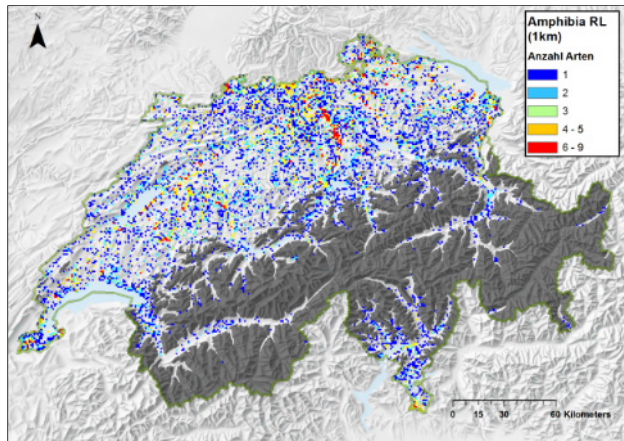 N
Amphibia RL
(1km)
Anzahl Arten
1
2
3
4 - 5
6 - 9
0 15 30 60 Kilometers